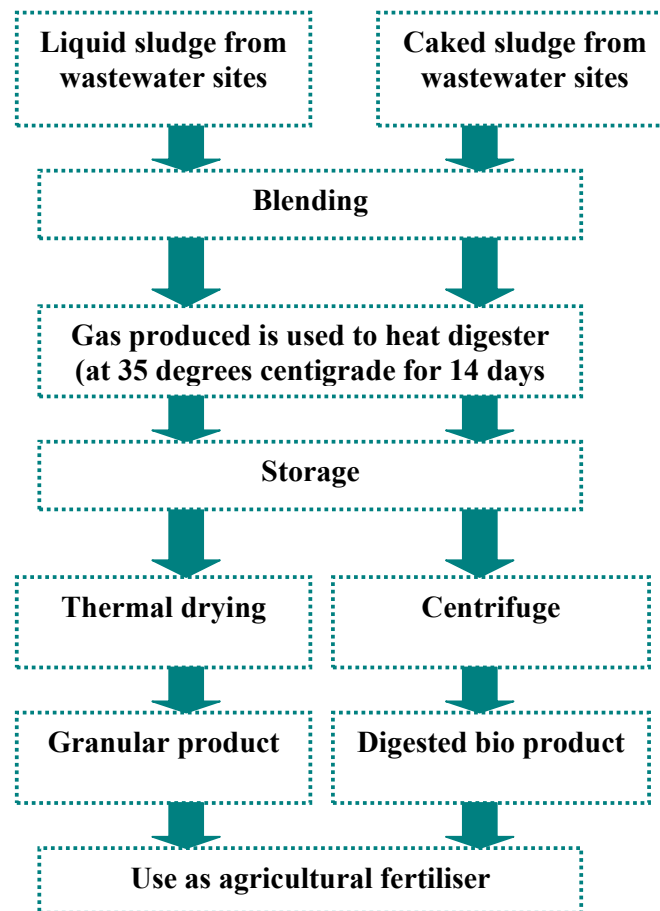 Liquid sludge from
wastewater sites
Caked sludge from
wastewater sites
Blending
Gas produced is used to heat digester
(at 35 degrees centigrade for 14 days
Storage
Thermal drying
Centrifuge
Granular product
Digested bio product
Use as agricultural fertiliser